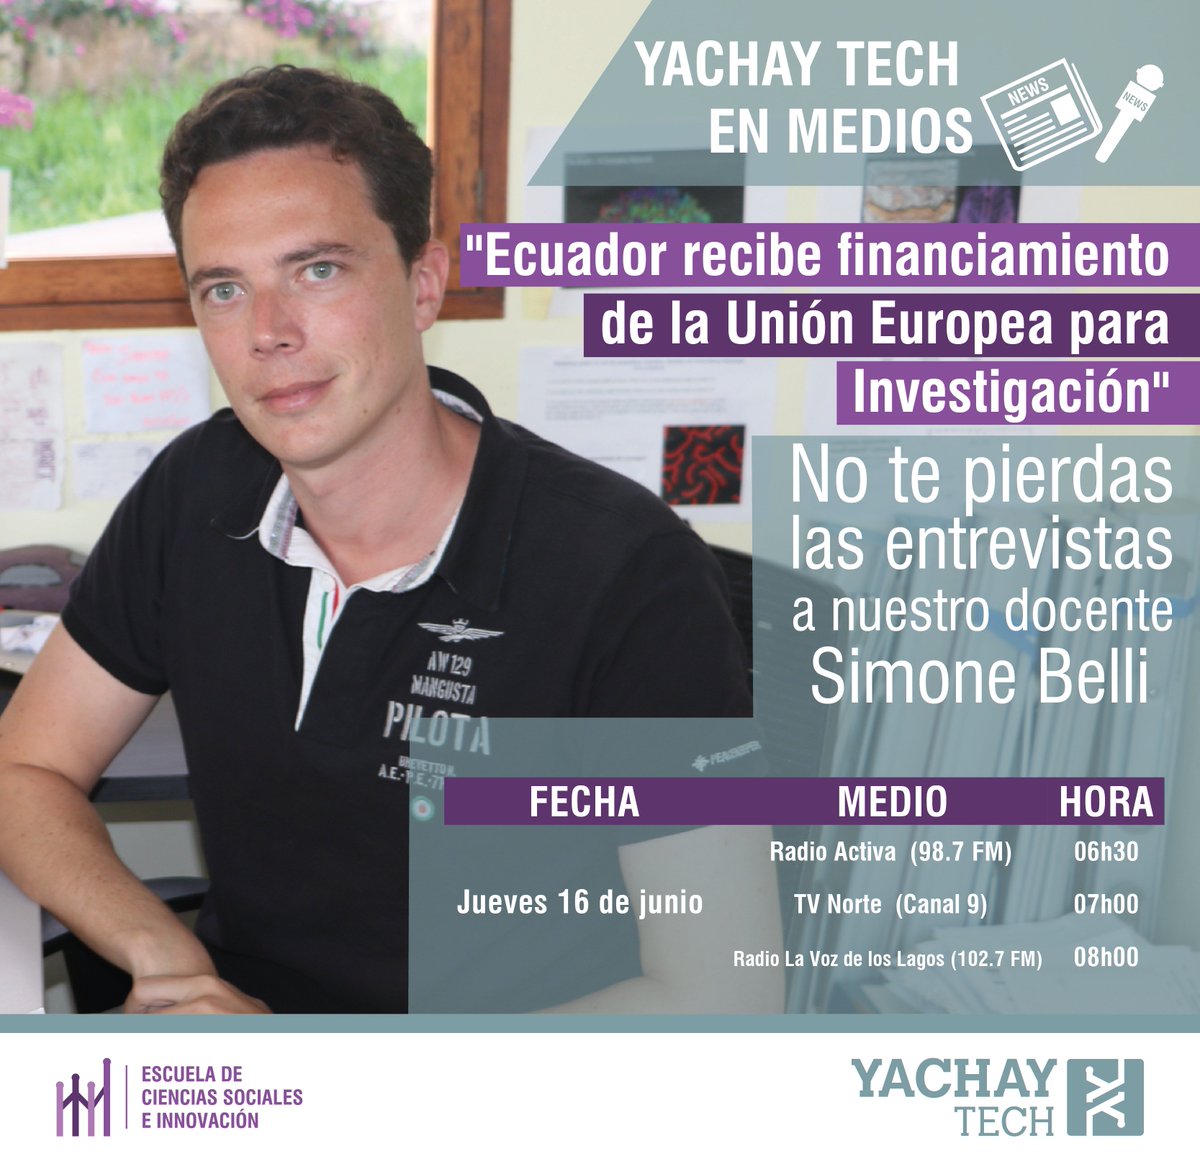 YACHAY TECH
EN MEDIOS
NEWS
NEWS
"Ecuador recibe financiamiento
de la Unión Europea para
Investigación"
No te pierdas
las entrevistas
a nuestro docente
Simone Belli
AW 129
MANGUSTA
PILOTA
BREVETTO N.
FECHA MEDIO HORA
Radio Activa (98.7 FM) 06h30
Jueves 16 de junio TV Norte (Canal 9) 07h00
Radio La Voz de los Lagos (102.7 FM) 08h00
ESCUELA DE
CIENCIAS SOCIALES
E INNOVACIÓN
YACHAY
TECH